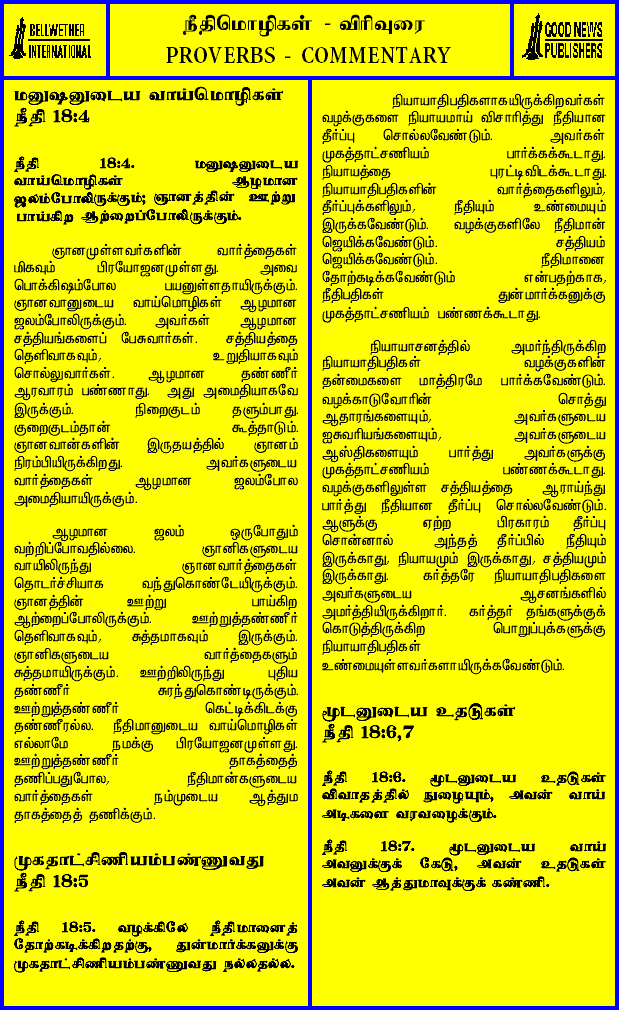 BELLWETHER
INTERNATIONAL
நீதிமொழிகள் - விரிவுரை
PROVERBS - COMMENTARY
GOOD NEWS
PUBLISHERS
மனுஷனுடைய வாய்மொழிகள்
நீதி 18:4
நீதி 18:4. மனுஷனுடைய
வாய்மொழிகள் ஆழமான
ஜலம்போலிருக்கும்; ஞானத்தின் ஊற்று
பாய்கிற ஆற்றைப்போலிருக்கும்.
ஞானமுள்ளவர்களின் வார்த்தைகள்
மிகவும் பிரயோஜனமுள்ளது. அவை
பொக்கிஷம்போல பயனுள்ளதாயிருக்கும்.
ஞானவானுடைய வாய்மொழிகள் ஆழமான
ஜலம்போலிருக்கும். அவர்கள் ஆழமான
சத்தியங்களைப் பேசுவார்கள். சத்தியத்தை
தெளிவாகவும், உறுதியாகவும்
சொல்லுவார்கள். ஆழமான தண்ணீர்
ஆரவாரம் பண்ணாது. அது அமைதியாகவே
இருக்கும். நிறைகுடம் தளும்பாது.
குறைகுடம்தான் கூத்தாடும்.
ஞானவான்களின் இருதயத்தில் ஞானம்
நிரம்பியிருக்கிறது. அவர்களுடைய
வார்த்தைகள் ஆழமான ஜலம்போல
அமைதியாயிருக்கும்.
ஆழமான ஜலம் ஒருபோதும்
வற்றிப்போவதில்லை. ஞானிகளுடைய
வாயிலிருந்து ஞானவார்த்தைகள்
தொடர்ச்சியாக வந்துகொண்டேயிருக்கும்.
ஞானத்தின் ஊற்று பாய்கிற
ஆற்றைப்போலிருக்கும். ஊற்றுத்தண்ணீர்
தெளிவாகவும், சுத்தமாகவும் இருக்கும்.
ஞானிகளுடைய வார்த்தைகளும்
சுத்தமாயிருக்கும். ஊற்றிலிருந்து புதிய
தண்ணீர் சுரந்துகொண்டிருக்கும்.
ஊற்றுத்தண்ணீர் கெட்டிக்கிடக்கு
தண்ணீரல்ல. நீதிமானுடைய வாய்மொழிகள்
எல்லாமே நமக்கு பிரயோஜனமுள்ளது.
ஊற்றுத்தண்ணீர் தாகத்தைத்
தணிப்பதுபோல, நீதிமான்களுடைய
வார்த்தைகள் நம்முடைய ஆத்தும
தாகத்தைத் தணிக்கும்.
முகதாட்சிணியம்பண்ணுவது
நீதி 18:5
நீதி 18:5. வழக்கிலே நீதிமானைத்
தோற்கடிக்கிறதற்கு, துன்மார்க்கனுக்கு
முகதாட்சிணியம்பண்ணுவது நல்லதல்ல.
நியாயாதிபதிகளாகயிருக்கிறவர்கள்
வழக்குகளை நியாயமாய் விசாரித்து நீதியான
தீர்ப்பு சொல்லவேண்டும். அவர்கள்
முகத்தாட்சணியம் பார்க்கக்கூடாது.
நியாயத்தை புரட்டிவிடக்கூடாது.
நியாயாதிபதிகளின் வார்த்தைகளிலும்,
தீர்ப்புக்களிலும், நீதியும் உண்மையும்
இருக்கவேண்டும். வழக்குகளிலே நீதிமான்
ஜெயிக்கவேண்டும். சத்தியம்
ஜெயிக்கவேண்டும். நீதிமானை
தோற்கடிக்கவேண்டும் என்பதற்காக,
நீதிபதிகள் துன்மார்க்கனுக்கு
முகத்தாட்சணியம் பண்ணக்கூடாது.
நியாயாசனத்தில் அமர்ந்திருக்கிற
நியாயாதிபதிகள் வழக்குகளின்
தன்மைகளை மாத்திரமே பார்க்கவேண்டும்.
வழக்காடுவோரின் சொத்து
ஆதாரங்களையும், அவர்களுடைய
ஐசுவரியங்களையும், அவர்களுடைய
ஆஸ்திகளையும் பார்த்து அவர்களுக்கு
முகத்தாட்சணியம் பண்ணக்கூடாது.
வழக்குகளிலுள்ள சத்தியத்தை ஆராய்ந்து
பார்த்து நீதியான தீர்ப்பு சொல்லவேண்டும்.
ஆளுக்கு ஏற்ற பிரகாரம் தீர்ப்பு
சொன்னால் அந்தத் தீர்ப்பில் நீதியும்
இருக்காது, நியாயமும் இருக்காது, சத்தியமும்
இருக்காது. கர்த்தரே நியாயாதிபதிகளை
அவர்களுடைய ஆசனங்களில்
அமர்த்தியிருக்கிறார். கர்த்தர் தங்களுக்குக்
கொடுத்திருக்கிற பொறுப்புக்களுக்கு
நியாயாதிபதிகள்
உண்மையுள்ளவர்களாயிருக்கவேண்டும்.
மூடனுடைய உதடுகள்
நீதி 18:6,7
நீதி 18:6. மூடனுடைய உதடுகள்
விவாதத்தில் நுழையும், அவன் வாய்
அடிகளை வரவழைக்கும்.
நீதி 18:7. மூடனுடைய வாய்
அவனுக்குக் கேடு, அவன் உதடுகள்
அவன் ஆத்துமாவுக்குக் கண்ணி.